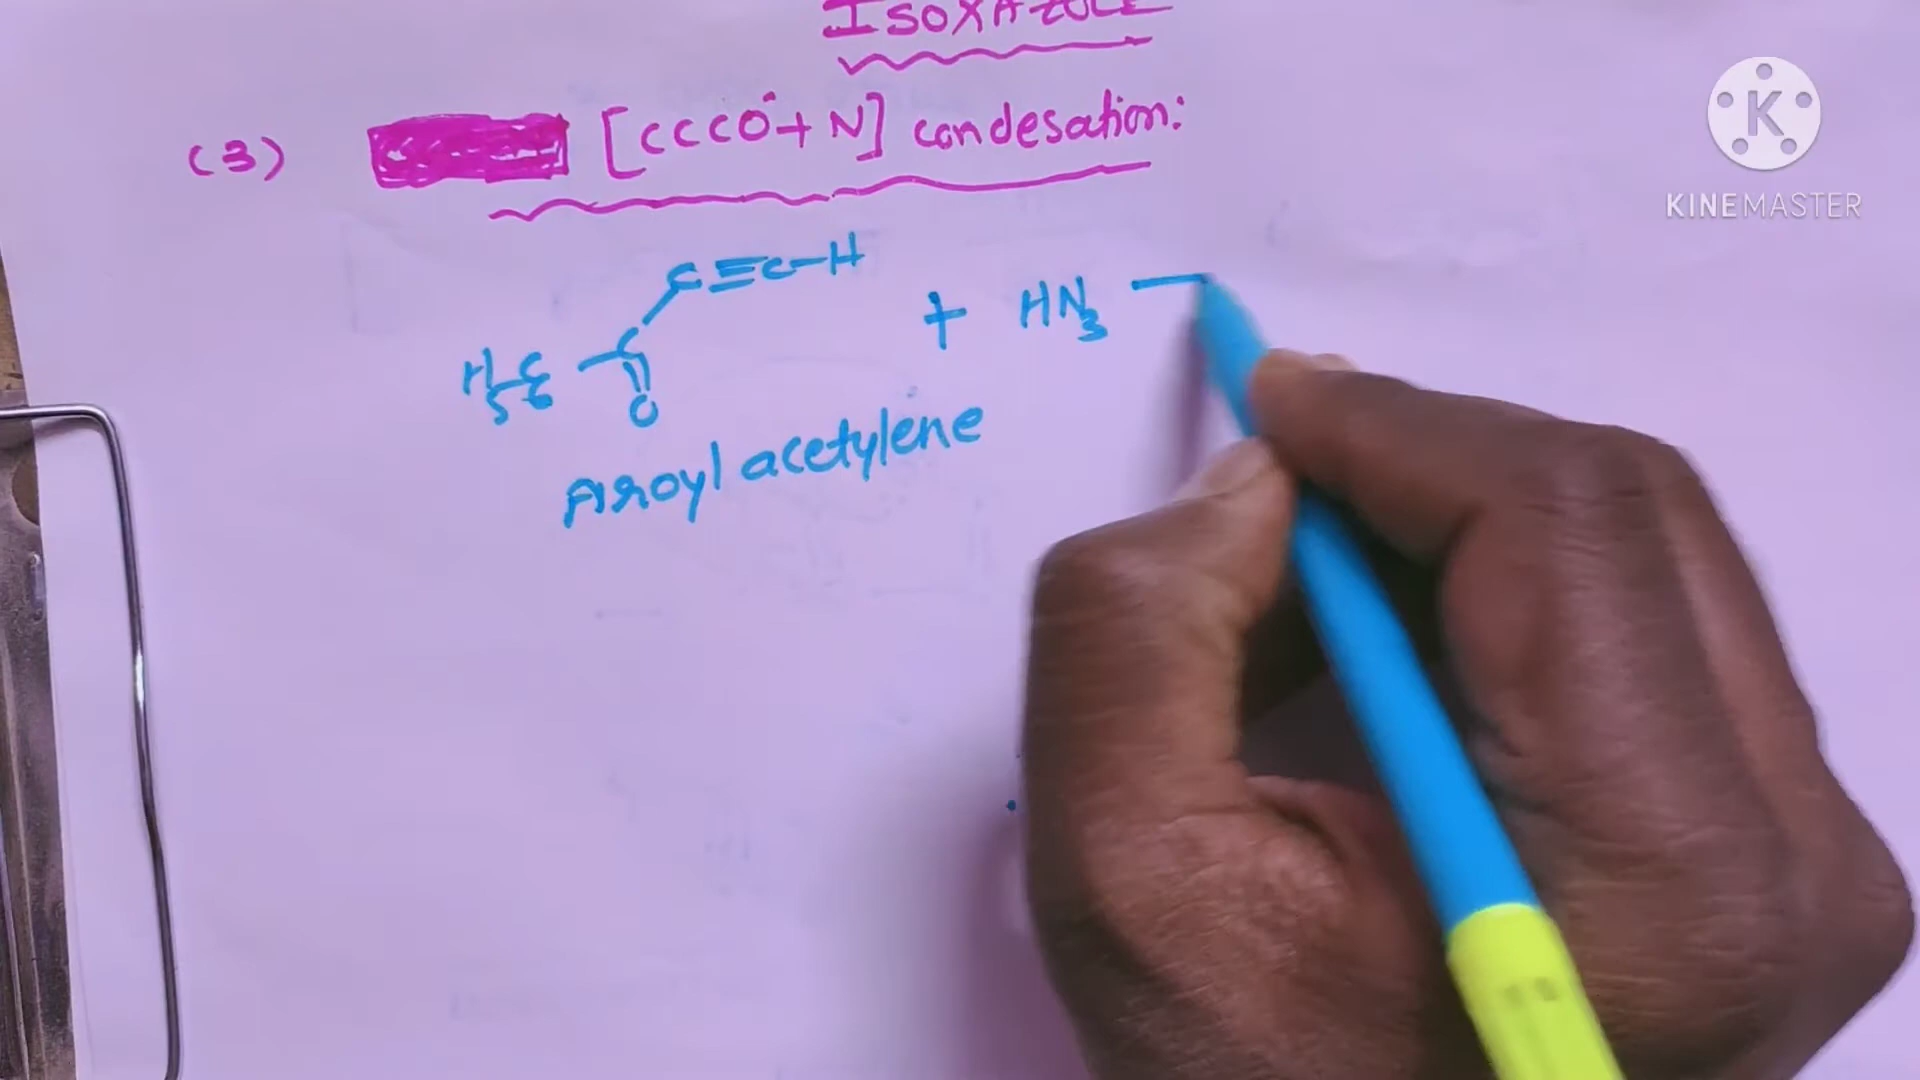 ISOXAZOLE
(3) [CCCO+N] condesation:
C≡C-H
H5C6 - C + HN3
O
Aroyl acetylene
K
KINEMASTER